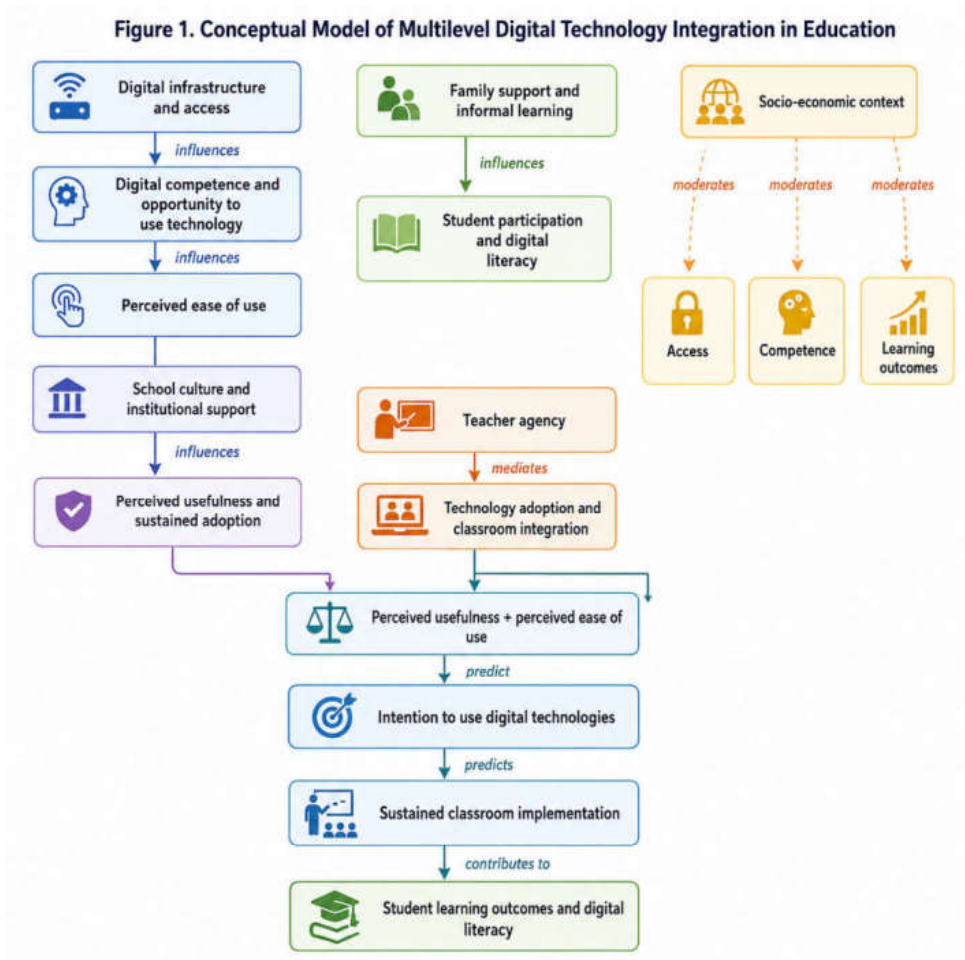 Figure 1. Conceptual Model of Multilevel Digital Technology Integration in Education
Digital infrastructure
and access
influences
Digital competence and
opportunity to
use technology
influences
Perceived ease of use
School culture and
institutional support
influences
Perceived usefulness and
sustained adoption
Family support and
informal learning
influences
Student participation
and digital
literacy
Socio-economic context
moderates
moderates
moderates
Access
Competence
Learning
outcomes
Teacher agency
mediates
Technology adoption and
classroom integration
Perceived usefulness + perceived ease of
use
predict
Intention to use digital technologies
predicts
Sustained classroom implementation
contributes to
Student learning outcomes and digital
literacy